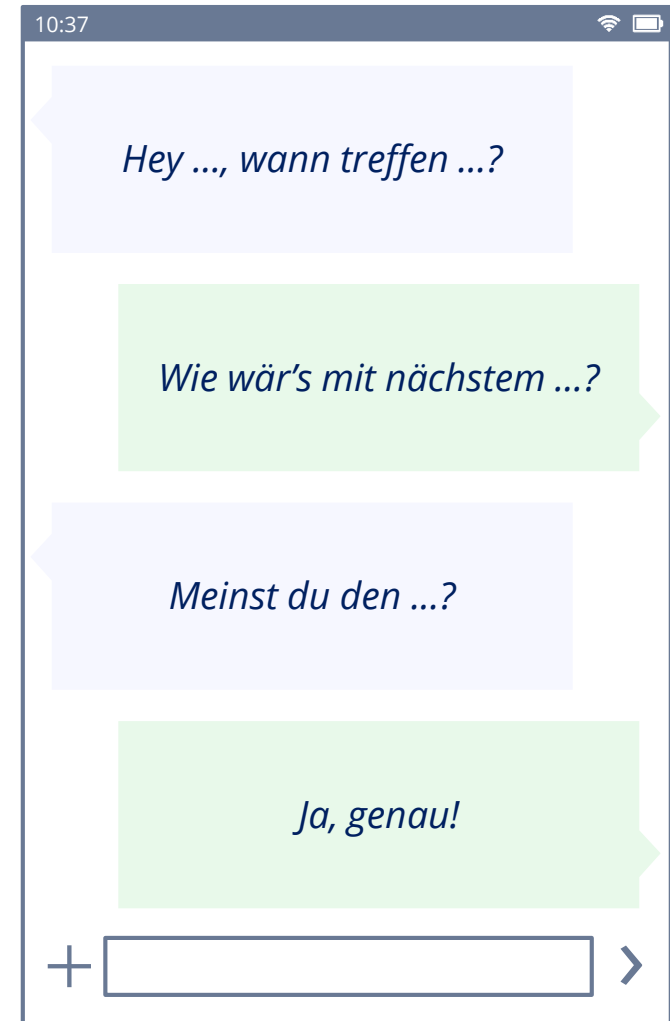 10:37
Hey ..., wann treffen ...?
Wie wär’s mit nächstem ...?
Meinst du den ...?
Ja, genau!